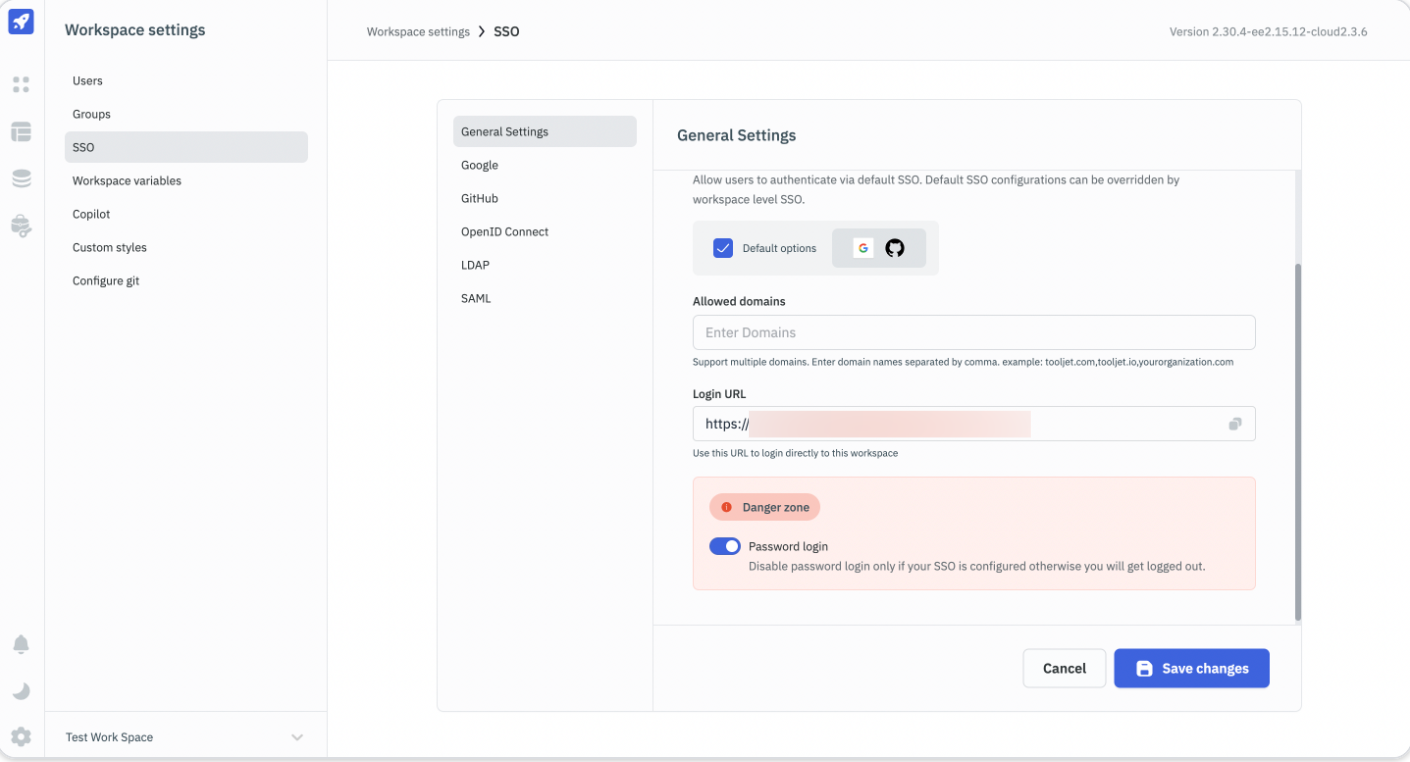 Workspace settings
Workspace settings > SSO
Version 2.30.4-ee2.15.12-cloud2.3.6
Users
Groups
SSO
Workspace variables
Copilot
Custom styles
Configure git
Test Work Space
General Settings
Google
GitHub
OpenID Connect
LDAP
SAML
General Settings
Allow users to authenticate via default SSO. Default SSO configurations can be overridden by
workspace level SSO.
Default options
Allowed domains
Enter Domains
Support multiple domains. Enter domain names separated by comma. example: tooljet.com,tooljet.io,yourorganization.com
Login URL
https://
Use this URL to login directly to this workspace
Danger zone
Password login
Disable password login only if your SSO is configured otherwise you will get logged out.
Cancel
Save changes